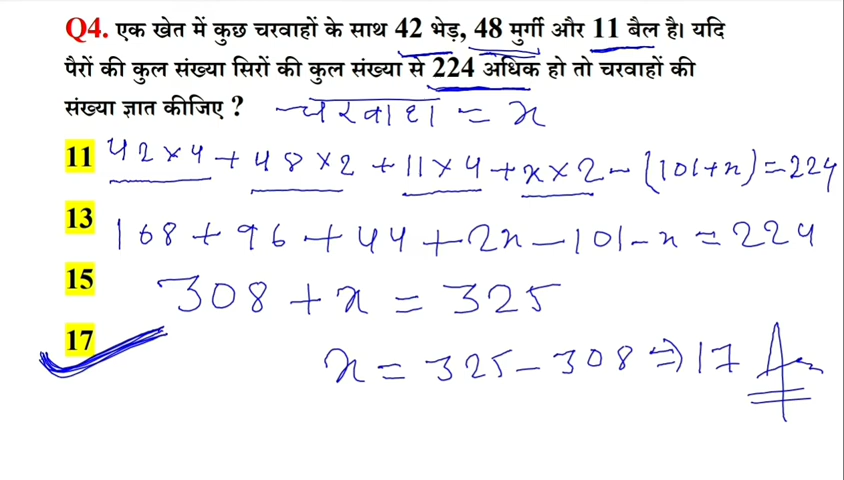 Q4. एक खेत में कुछ चरवाहों के साथ 42 भेड़, 48 मुर्गी और 11 बैल है। यदि
पैरों की कुल संख्या सिरों की कुल संख्या से 224 अधिक हो तो चरवाहों की
संख्या ज्ञात कीजिए ?
चरवाहा = x
11
42×4 + 48×2 + 11×4 + x×2 - (101+x) = 224
13
168 + 96 + 44 + 2x - 101 - x = 224
15
308 + x = 325
17
x = 325 - 308 ⇒ 17 Ans